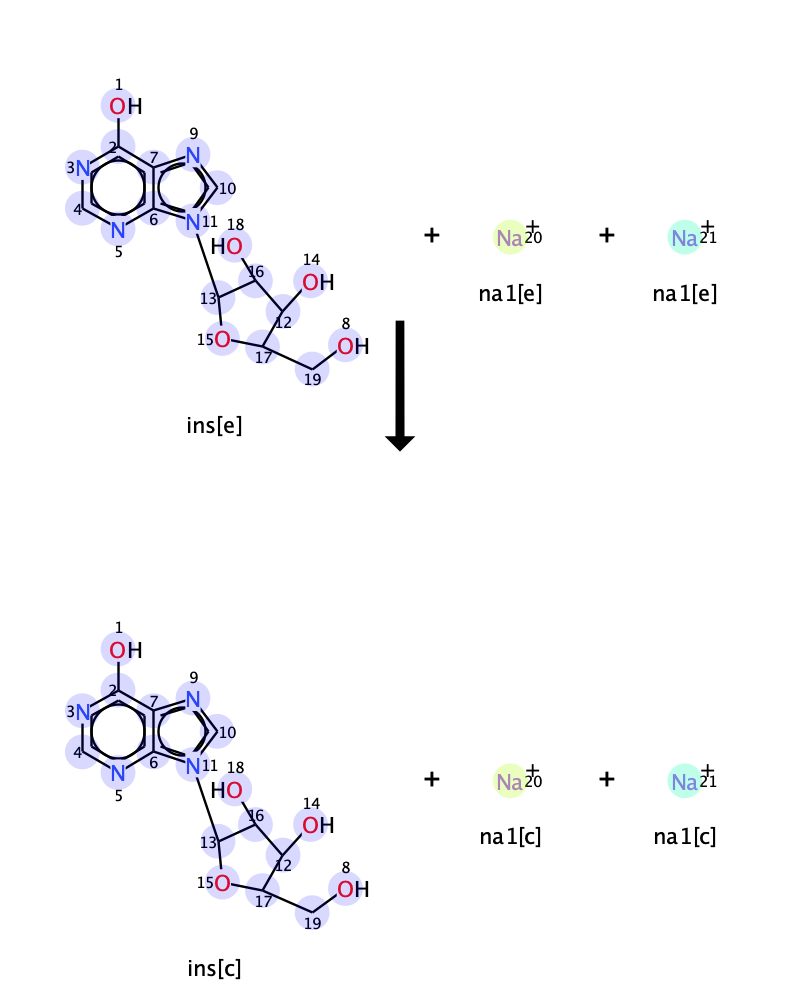 1
OH
2
7
9
N
3 N
4
N
5
6
10
N 11
18
HO
14
OH
16
13
12
15 O
17
8
OH
19
ins[e]
+
Na+ 20
na1[e]
+
Na+ 21
na1[e]
1
OH
2
7
9
N
3 N
4
N
5
6
10
N 11
18
HO
14
OH
16
13
12
15 O
17
8
OH
19
ins[c]
+
Na+ 20
na1[c]
+
Na+ 21
na1[c]